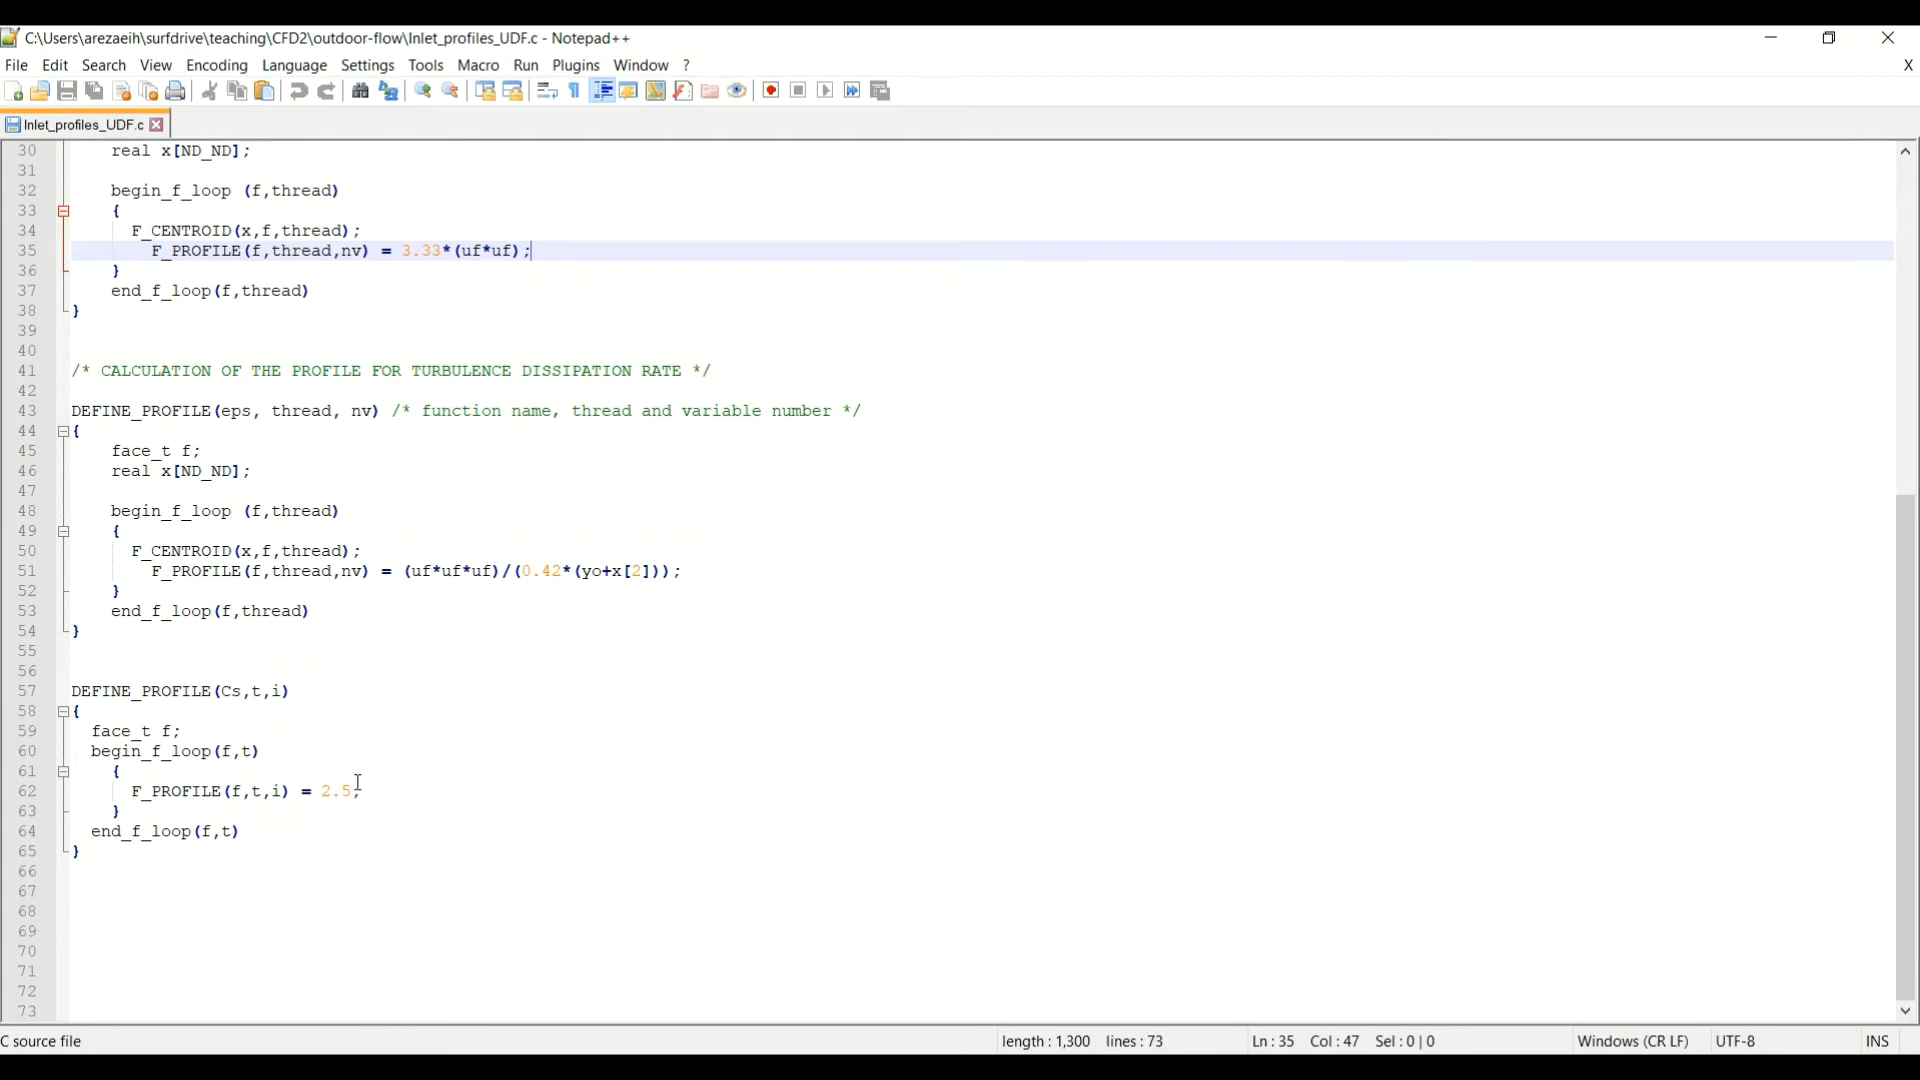 C:\Users\arezaeih\surfdrive\teaching\CFD2\outdoor-flow\Inlet_profiles_UDF.c - Notepad++
File Edit Search View Encoding Language Settings Tools Macro Run Plugins Window ? X
Inlet_profiles_UDF.c
30 real x[ND_ND];
31
32 begin_f_loop (f,thread)
33 {
34 F_CENTROID(x,f,thread);
35 F_PROFILE(f,thread,nv) = 3.33*(uf*uf);
36 }
37 end_f_loop(f,thread)
38 }
39
40
41 /* CALCULATION OF THE PROFILE FOR TURBULENCE DISSIPATION RATE */
42
43 DEFINE_PROFILE(eps, thread, nv) /* function name, thread and variable number */
44 {
45 face_t f;
46 real x[ND_ND];
47
48 begin_f_loop (f,thread)
49 {
50 F_CENTROID(x,f,thread);
51 F_PROFILE(f,thread,nv) = (uf*uf*uf)/(0.42*(yo+x[2]));
52 }
53 end_f_loop(f,thread)
54 }
55
56
57 DEFINE_PROFILE(Cs,t,i)
58 {
59 face_t f;
60 begin_f_loop(f,t)
61 {
62 F_PROFILE(f,t,i) = 2.5;
63 }
64 end_f_loop(f,t)
65 }
66
67
68
69
70
71
72
73
C source file length : 1,300 lines : 73 Ln : 35 Col : 47 Sel : 0 | 0 Windows (CR LF) UTF-8 INS